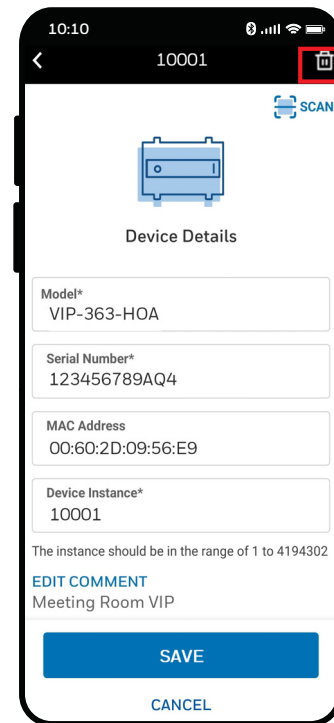 10:10
10001
SCAN
Device Details
Model*
VIP-363-HOA
Serial Number*
123456789AQ4
MAC Address
00:60:2D:09:56:E9
Device Instance*
10001
The instance should be in the range of 1 to 4194302
EDIT COMMENT
Meeting Room VIP
SAVE
CANCEL